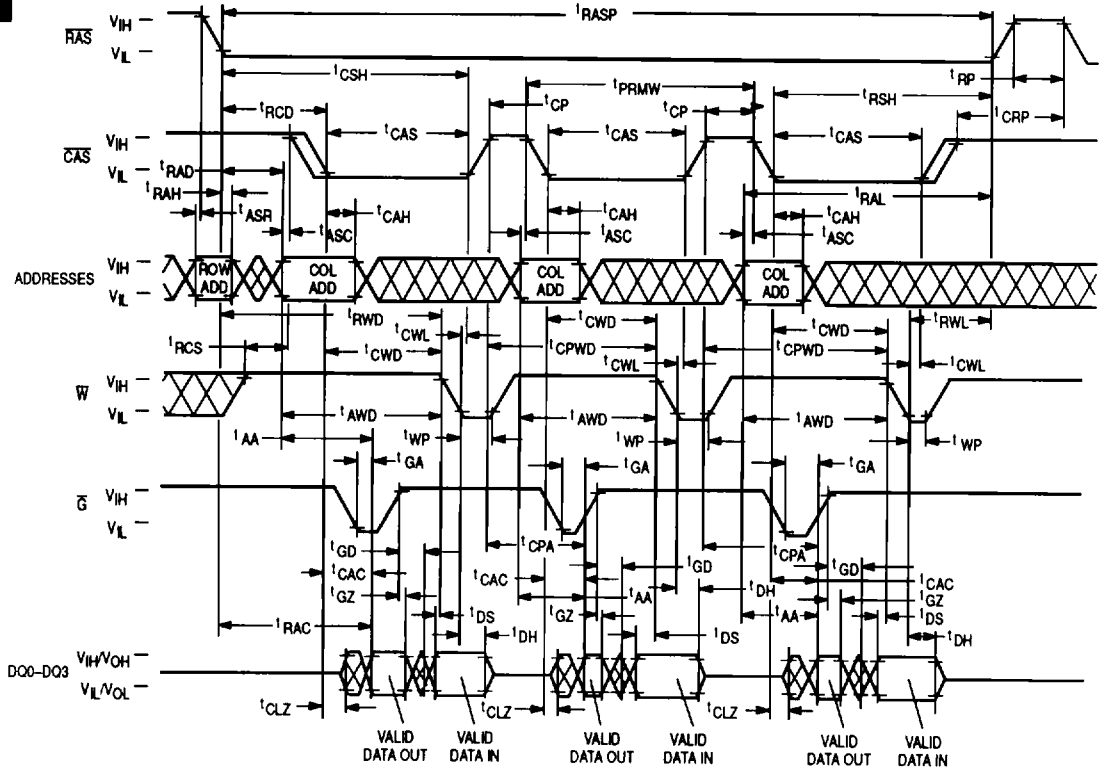 tRASP
VIH
RAS
VIL
tCSH
tRP
tPRMW
tRSH
tRCD
tCP
tCP
tCRP
VIH
CAS
VIL
tCAS
tCAS
tCAS
tRAD
tRAH
tASR
tASC
tCAH
tCAH
tASC
tRAL
tCAH
tASC
ADDRESSES
VIH
VIL
ROW
ADD
COL
ADD
COL
ADD
COL
ADD
tRWD
tCWL
tCWD
tCWD
tRWL
tRCS
tCWD
tCPWD
tCWL
tCPWD
tCWL
VIH
W
VIL
tAWD
tAWD
tAWD
tAA
tWP
tWP
tWP
tGA
tGA
tGA
VIH
G
VIL
tGD
tCPA
tGD
tCPA
tGD
tCAC
tCAC
tCAC
tGZ
tAA
tDH
tGZ
tDS
tGZ
tAA
tDS
tRAC
tDH
tDS
tDH
DQ0–DQ3
VIH/VOH
VIL/VOL
tCLZ
tCLZ
tCLZ
VALID
DATA OUT
VALID
DATA IN
VALID
DATA OUT
VALID
DATA IN
VALID
DATA OUT
VALID
DATA IN